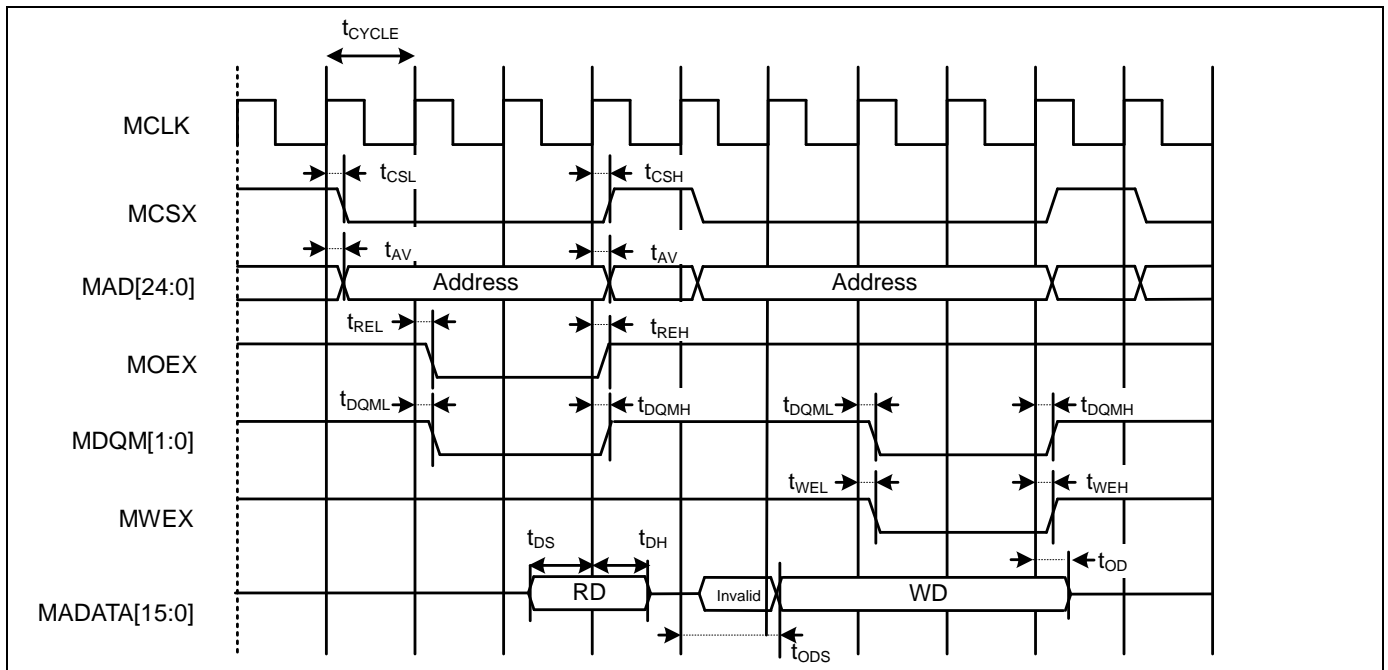 tCYCLE
MCLK
tCSL tCSH
MCSX
tAV tAV
MAD[24:0] Address Address
tREL tREH
MOEX
tDQML tDQMH tDQML tDQMH
MDQM[1:0]
tWEL tWEH
MWEX
tDS tDH tOD
MADATA[15:0] RD Invalid WD
tODS